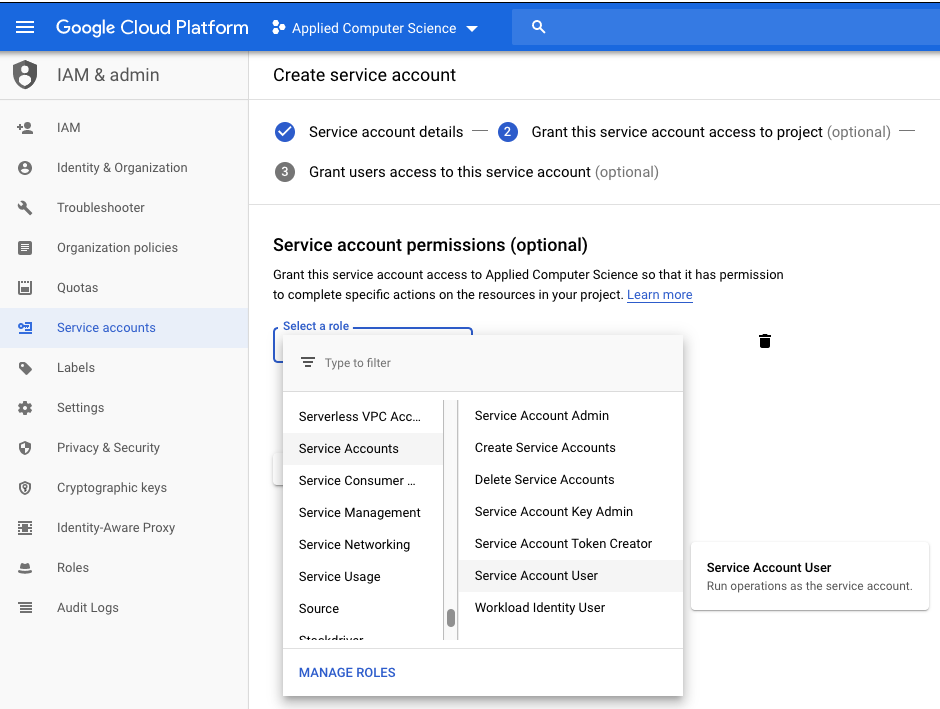 Google Cloud Platform
Applied Computer Science
IAM & admin
Create service account
IAM
Identity & Organization
Troubleshooter
Organization policies
Quotas
Service accounts
Labels
Settings
Privacy & Security
Cryptographic keys
Identity-Aware Proxy
Roles
Audit Logs
Service account details
2 Grant this service account access to project (optional)
3 Grant users access to this service account (optional)
Service account permissions (optional)
Grant this service account access to Applied Computer Science so that it has permission
to complete specific actions on the resources in your project. Learn more
Select a role
Type to filter
Serverless VPC Acc...
Service Accounts
Service Consumer ...
Service Management
Service Networking
Service Usage
Source
Stackdriver
Service Account Admin
Create Service Accounts
Delete Service Accounts
Service Account Key Admin
Service Account Token Creator
Service Account User
Workload Identity User
MANAGE ROLES
Service Account User
Run operations as the service account.